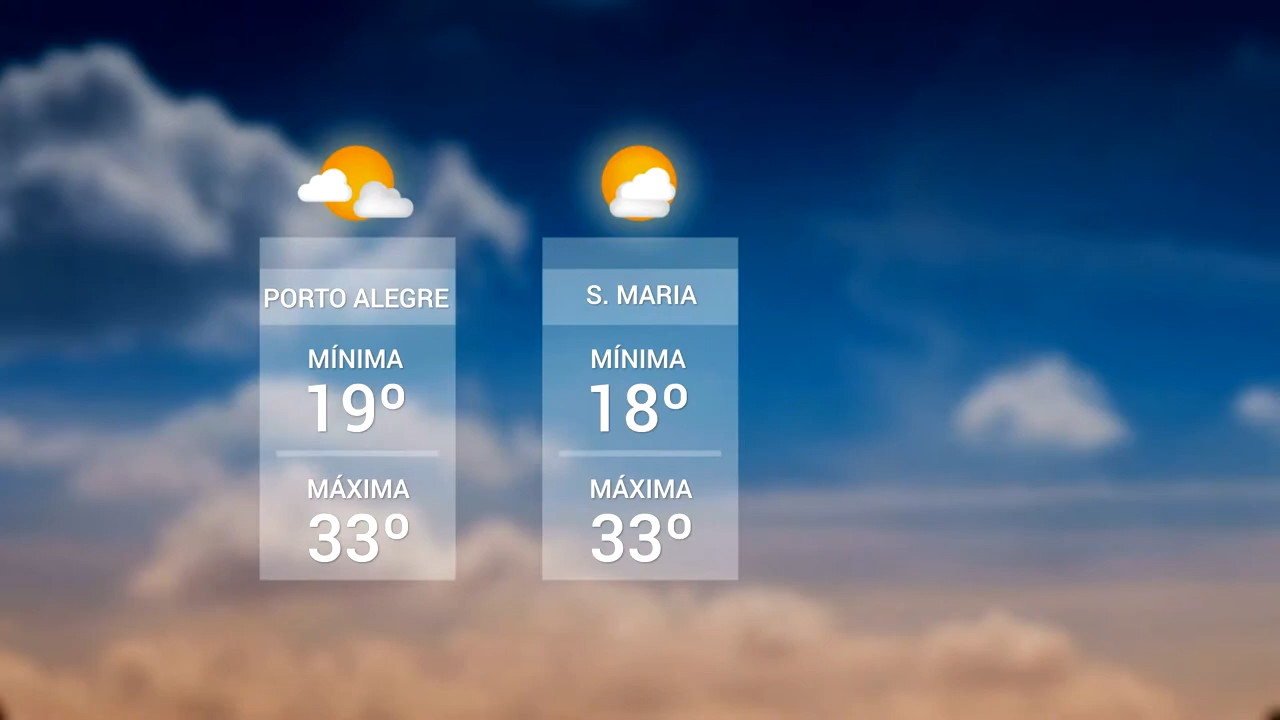 PORTO ALEGRE
MÍNIMA
19º
MÁXIMA
33º
S. MARIA
MÍNIMA
18º
MÁXIMA
33º